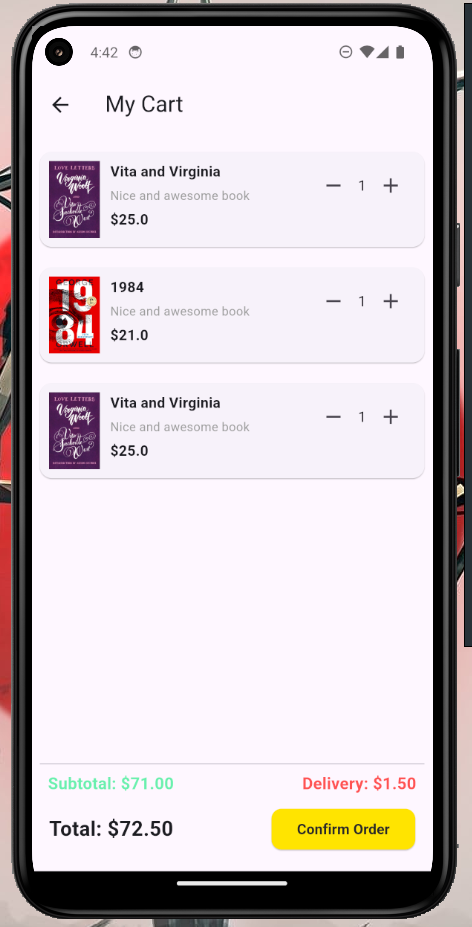 4:42
My Cart
LOVE LETTERS
Virginia Woolf
Vita Sackville-West
Vita and Virginia
Nice and awesome book
$25.0
1
1984
1984
Nice and awesome book
$21.0
1
LOVE LETTERS
Virginia Woolf
Vita Sackville-West
Vita and Virginia
Nice and awesome book
$25.0
1
Subtotal: $71.00
Delivery: $1.50
Total: $72.50
Confirm Order